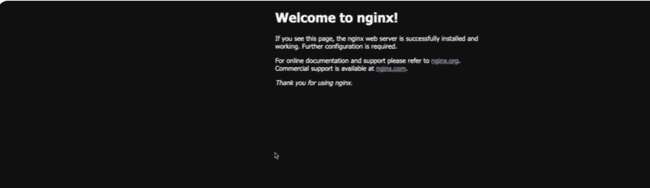 Welcome to nginx!
If you see this page, the nginx web server is successfully installed and
working. Further configuration is required.
For online documentation and support please refer to nginx.org.
Commercial support is available at nginx.com.
Thank you for using nginx.